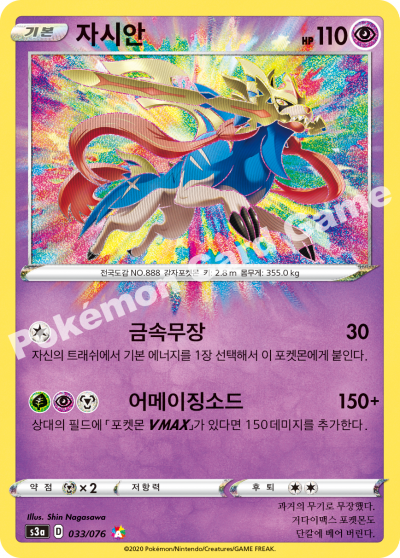 기본 자시안 HP 110
전국도감 NO.888 강자포켓몬 키: 2.8 m 몸무게: 355.0 kg
Pokémon Card Game
금속무장 30
자신의 트래쉬에서 기본 에너지를 1장 선택해서 이 포켓몬에게 붙인다.
어메이징소드 150+
상대의 필드에 「포켓몬 VMAX」가 있다면 150데미지를 추가한다.
약점 ×2 저항력 후퇴
Illus. Shin Nagasawa
s3a D 033/076
과거의 무기로 무장했다.
거다이맥스 포켓몬도
단칼에 베어 버린다.
©2020 Pokémon/Nintendo/Creatures/GAME FREAK.